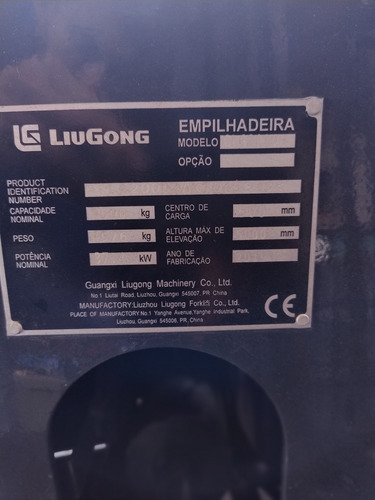 LG LIUGONG
EMPILHADEIRA
MODELO
OPÇÃO
PRODUCT
IDENTIFICATION
NUMBER
CAPACIDADE NOMINAL kg
CENTRO DE CARGA mm
PESO kg
ALTURA MÁX DE ELEVAÇÃO mm
POTÊNCIA NOMINAL kW
ANO DE FABRICAÇÃO
Guangxi Liugong Machinery Co., Ltd.
No.1 Liutai Road, Liuzhou, Guangxi 545007, P.R. China
MANUFACTORY:Liuzhou Liugong Forklift Co., Ltd.
PLACE OF MANUFACTORY:No.1 Yanghe Avenue,Yanghe Industrial Park,
Liuzhou, Guangxi 545006. P.R, China
CE